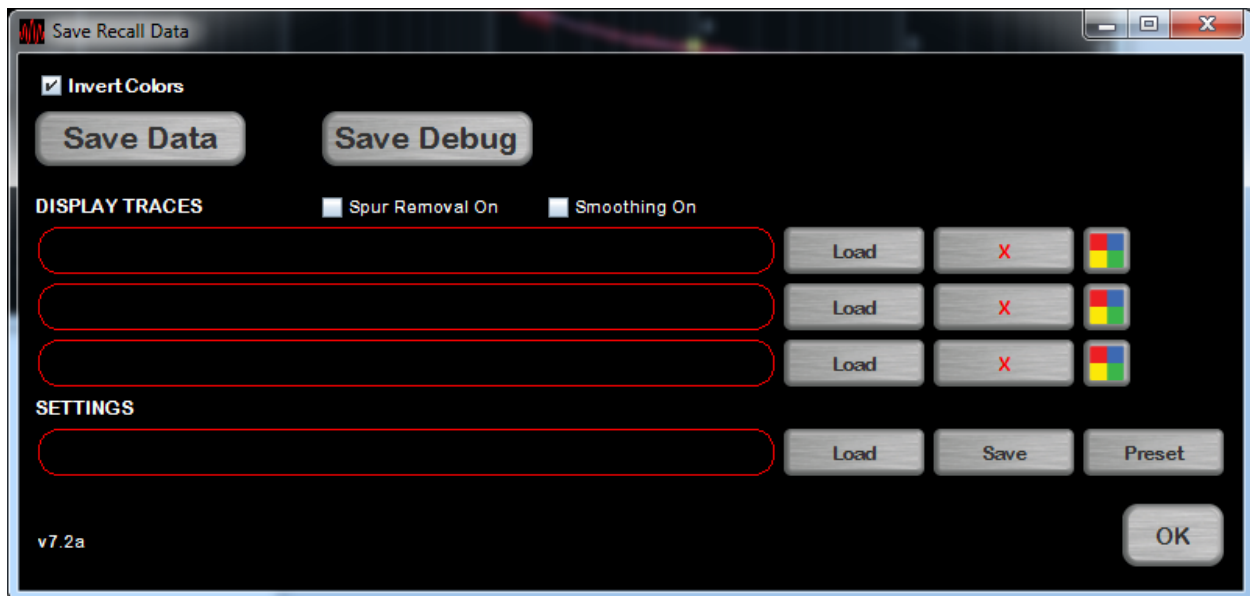 Save Recall Data
Invert Colors
Save Data Save Debug
DISPLAY TRACES Spur Removal On Smoothing On
Load X
Load X
Load X
SETTINGS
Load Save Preset
OK
v7.2a